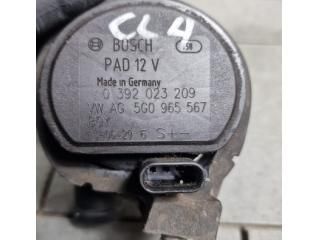 CL4
BOSCH
PAD 12 V
Made in Germany
0 392 023 209
VW AG 5G0 965 567
S+-